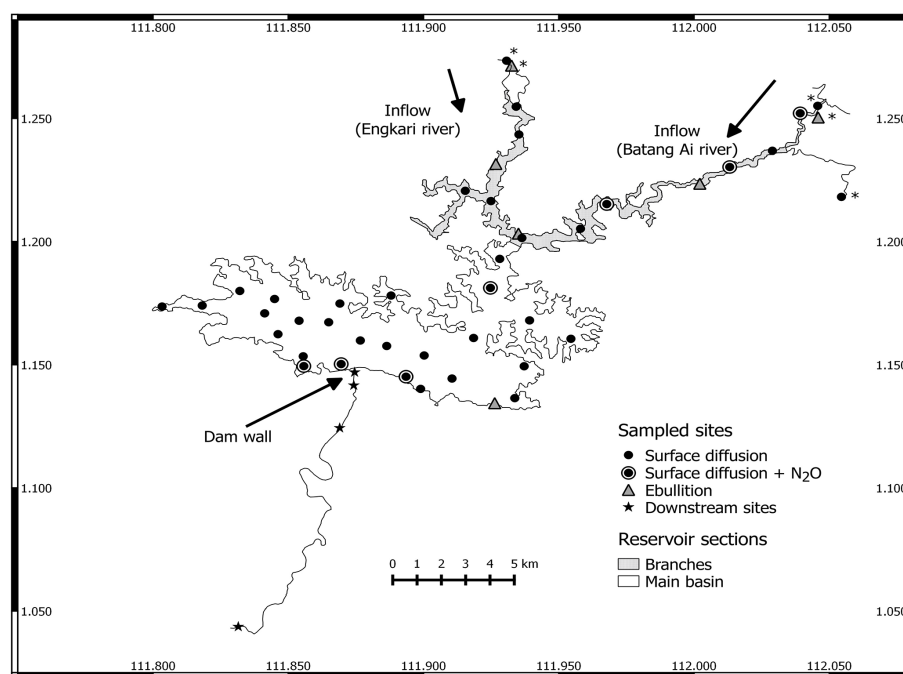 111.800 111.850 111.900 111.950 112.000 112.050
* *
Inflow
(Engkari river)
Inflow
(Batang Ai river)
* *
*
1.250 1.250
1.200 1.200
1.150 1.150
Dam wall
Sampled sites
Surface diffusion
Surface diffusion + N₂O
Ebullition
Downstream sites
Reservoir sections
Branches
Main basin
1.100 1.100
0 1 2 3 4 5 km
1.050 1.050
111.800 111.850 111.900 111.950 112.000 112.050